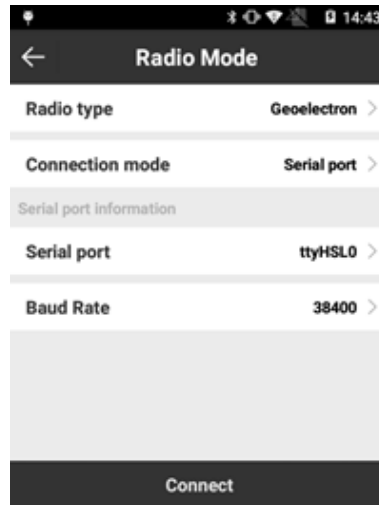 14:43
Radio Mode
Radio type Geoelectron
Connection mode Serial port
Serial port information
Serial port ttyHSL0
Baud Rate 38400
Connect